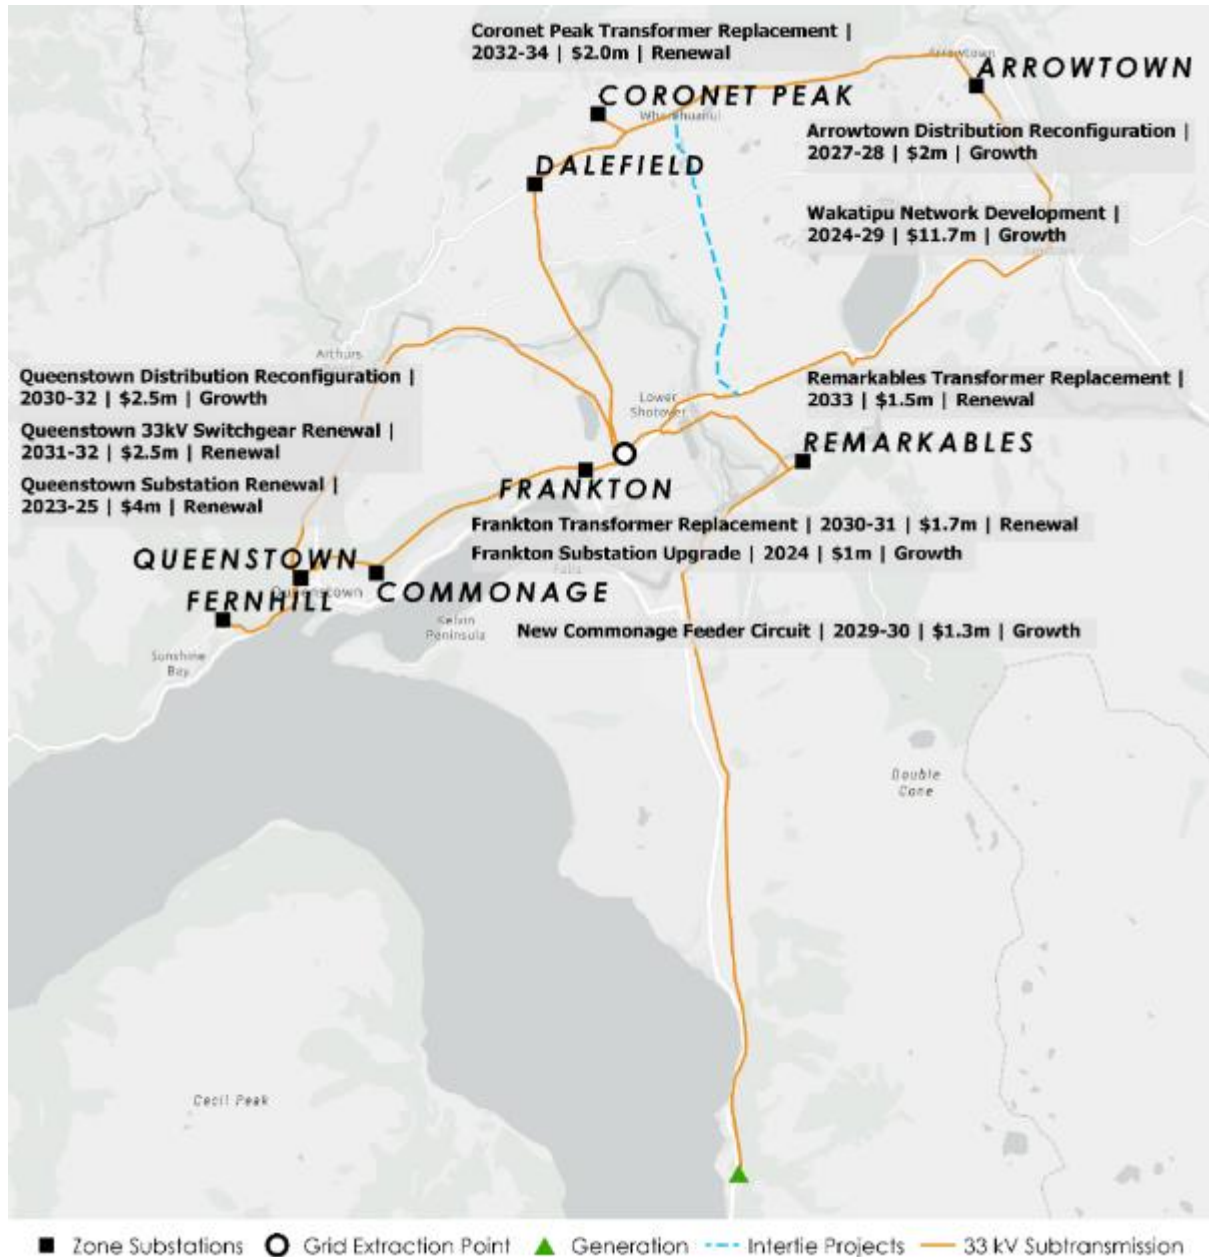 Coronet Peak Transformer Replacement |
2032-34 | $2.0m | Renewal
Arrowtown
ARROWTOWN
CORONET PEAK
Wharehuanui
Arrowtown Distribution Reconfiguration |
2027-28 | $2m | Growth
DALEFIELD
Wakatipu Network Development |
2024-29 | $11.7m | Growth
Arthurs
Queenstown Distribution Reconfiguration |
2030-32 | $2.5m | Growth
Queenstown 33kV Switchgear Renewal |
2031-32 | $2.5m | Renewal
Queenstown Substation Renewal |
2023-25 | $4m | Renewal
Lower
Shotover
Remarkables Transformer Replacement |
2033 | $1.5m | Renewal
REMARKABLES
FRANKTON
Frankton Transformer Replacement | 2030-31 | $1.7m | Renewal
Frankton Substation Upgrade | 2024 | $1m | Growth
Falls
QUEENSTOWN
Queenstown
FERNHILL
COMMONAGE
Kelvin
Peninsula
New Commonage Feeder Circuit | 2029-30 | $1.3m | Growth
Sunshine
Bay
Double
Cone
Cecil Peak
Zone Substations
Grid Extraction Point
Generation
Intertie Projects
33 kV Subtransmission